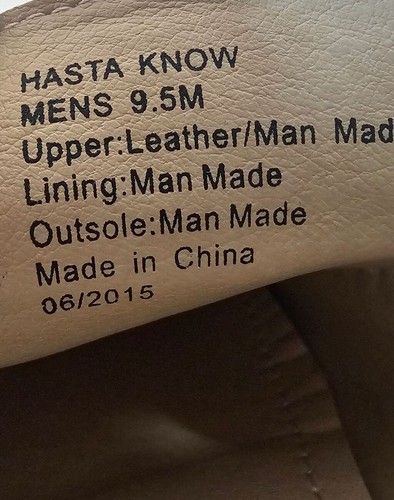 HASTA KNOW
MENS 9.5M
Upper:Leather/Man Mad
Lining:Man Made
Outsole:Man Made
Made in China
06/2015